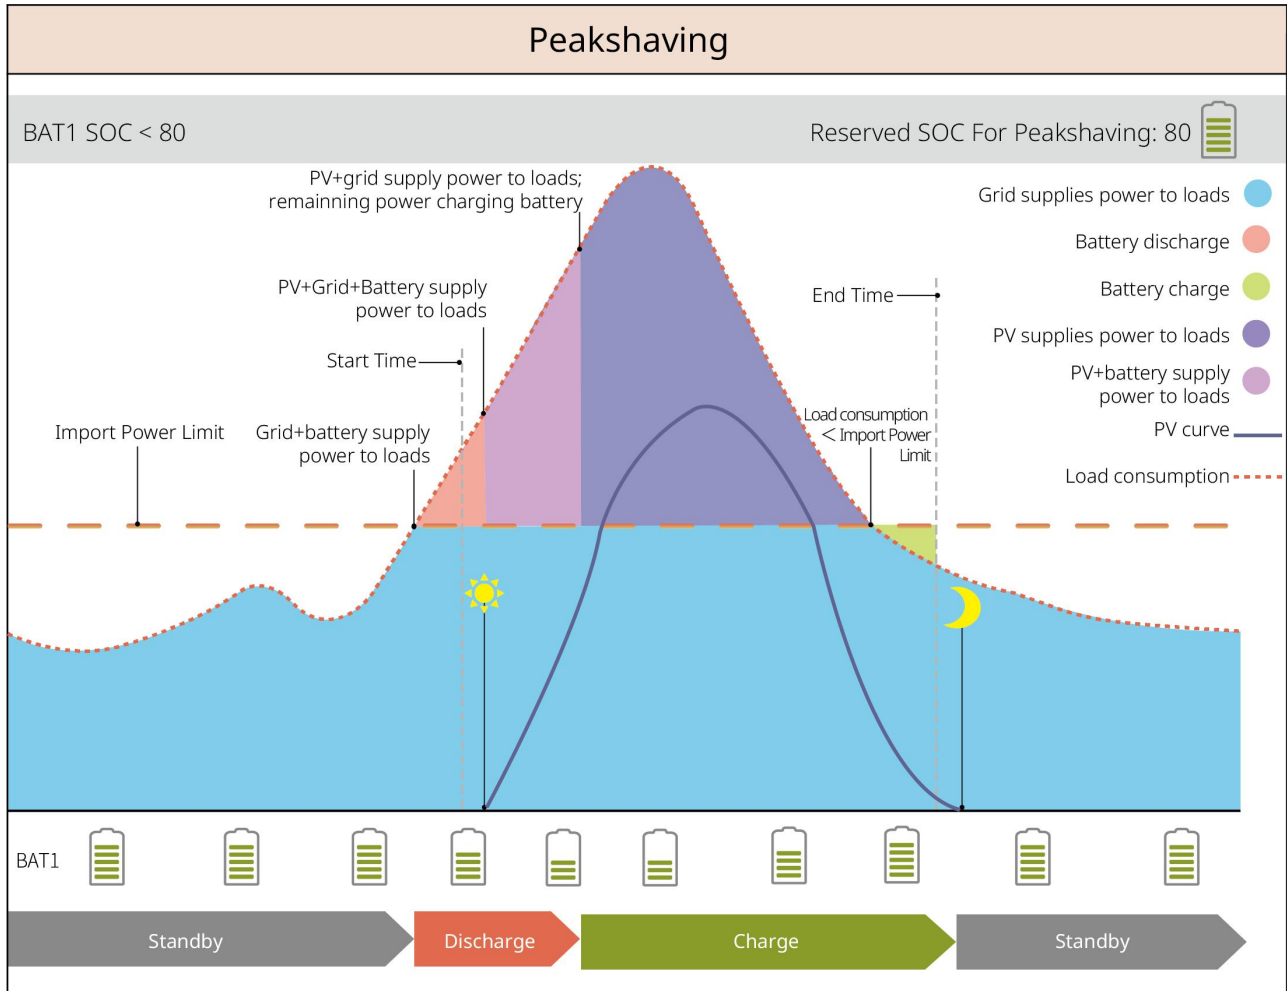 Peakshaving
BAT1 SOC < 80
Reserved SOC For Peakshaving: 80
PV+grid supply power to loads;
remainning power charging battery
PV+Grid+Battery supply
power to loads
Start Time
Import Power Limit
Grid+battery supply
power to loads
End Time
Load consumption
< Import Power
Limit
Grid supplies power to loads
Battery discharge
Battery charge
PV supplies power to loads
PV+battery supply
power to loads
PV curve
Load consumption
BAT1
Standby
Discharge
Charge
Standby